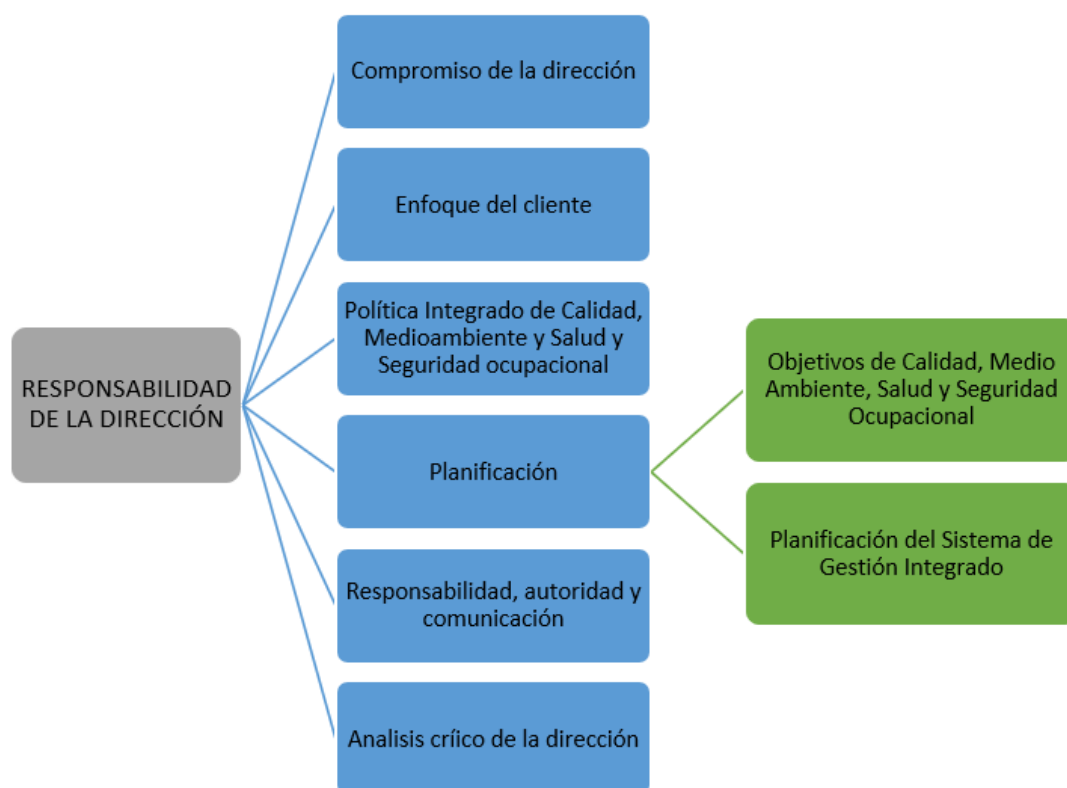 RESPONSABILIDAD
DE LA DIRECCIÓN
Compromiso de la dirección
Enfoque del cliente
Política Integrado de Calidad,
Medioambiente y Salud y
Seguridad ocupacional
Planificación
Responsabilidad, autoridad y
comunicación
Analisis críico de la dirección
Objetivos de Calidad, Medio
Ambiente, Salud y Seguridad
Ocupacional
Planificación del Sistema de
Gestión Integrado